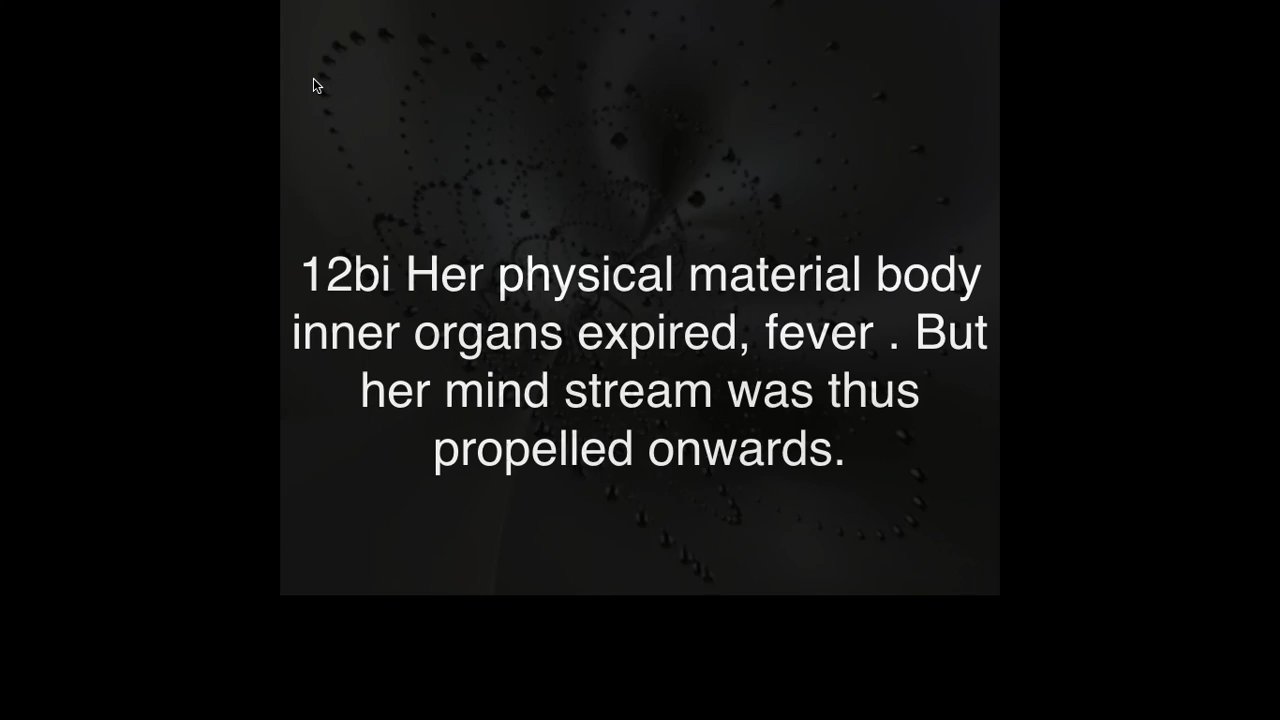 12bi Her physical material body
inner organs expired, fever . But
her mind stream was thus
propelled onwards.